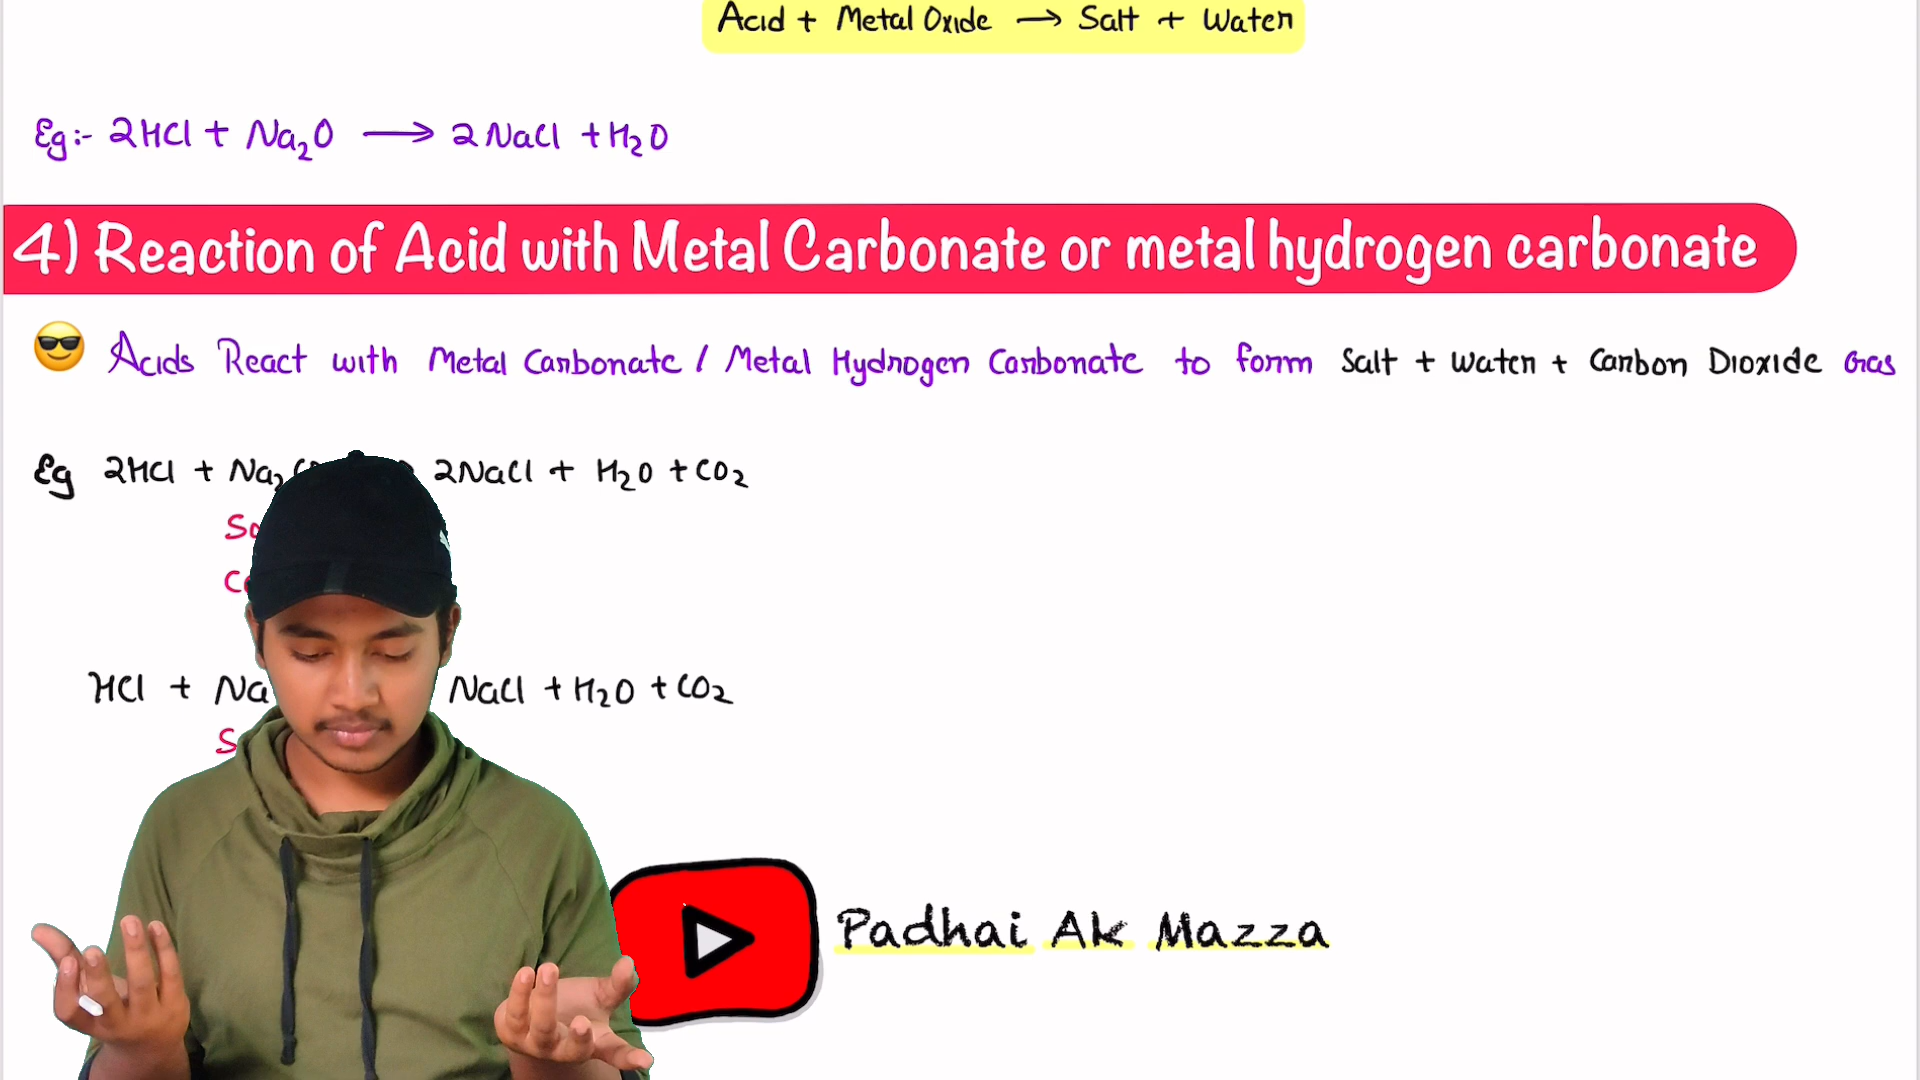 Acid + Metal Oxide → Salt + Water
Eg:- 2HCl + Na₂O → 2NaCl + H₂O
4) Reaction of Acid with Metal Carbonate or metal hydrogen carbonate
😎 Acids React with Metal Carbonate / Metal Hydrogen Carbonate to form Salt + Water + Carbon Dioxide Gas
Eg 2HCl + Na₂ 2NaCl + H₂O + CO₂
HCl + Na NaCl + H₂O + CO₂
Padhai Ak Mazza